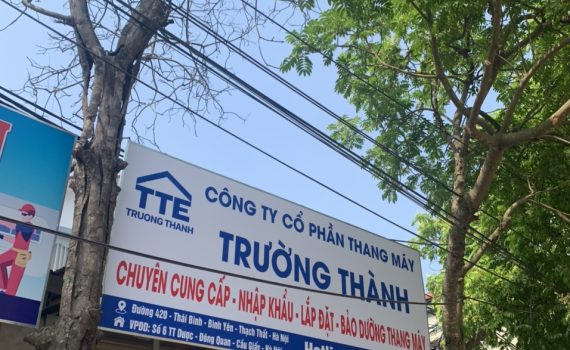 TTE
TRUONG THANH
CÔNG TY CỔ PHẦN THANG MÁY
TRƯỜNG THÀNH
CHUYÊN CUNG CẤP - NHẬP KHẨU - LẮP ĐẶT - BẢO DƯỠNG THANG MÁY
Đường 420 - Thái Bình - Bình Yên - Thạch Thất - Hà Nội
VPĐD: Số 6 TT Dược - Đông Quan - Cầu Giấy - Hà Nội